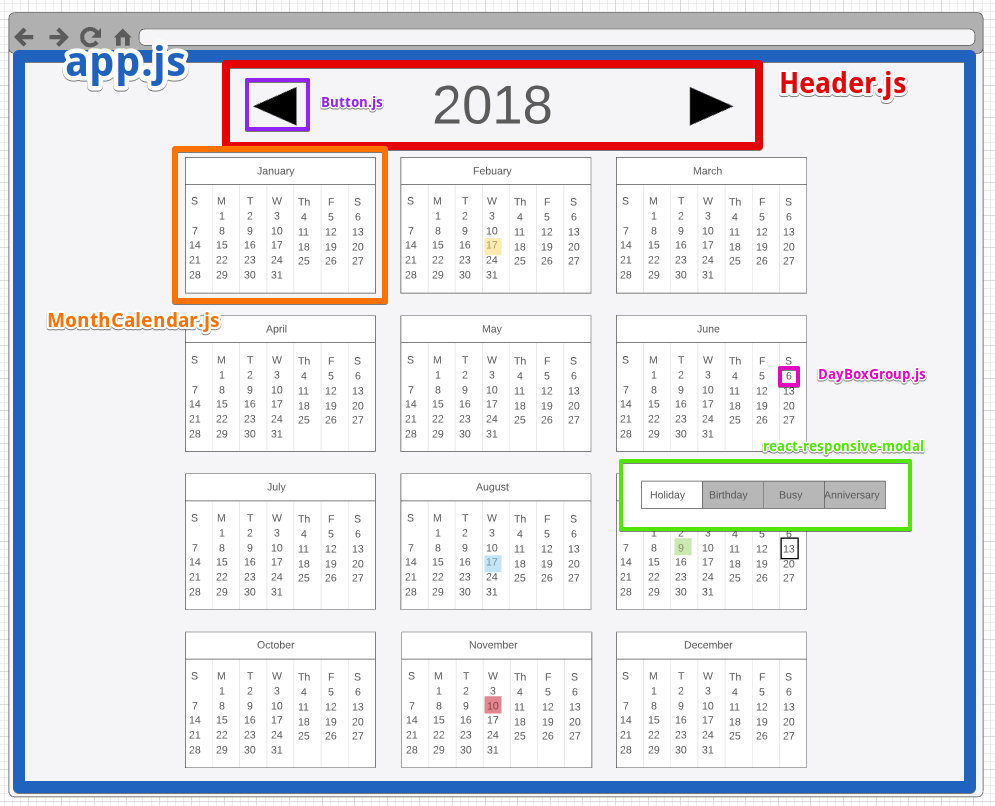 app.js
Header.js
Button.js
2018
January
S M T W Th F S
1 2 3 4 5 6
7 8 9 10 11 12 13
14 15 16 17 18 19 20
21 22 23 24 25 26 27
28 29 30 31
Febuary
S M T W Th F S
1 2 3 4 5 6
7 8 9 10 11 12 13
14 15 16 17 18 19 20
21 22 23 24 25 26 27
28 29 30 31
March
S M T W Th F S
1 2 3 4 5 6
7 8 9 10 11 12 13
14 15 16 17 18 19 20
21 22 23 24 25 26 27
28 29 30 31
MonthCalendar.js
April
S M T W Th F S
1 2 3 4 5 6
7 8 9 10 11 12 13
14 15 16 17 18 19 20
21 22 23 24 25 26 27
28 29 30 31
May
S M T W Th F S
1 2 3 4 5 6
7 8 9 10 11 12 13
14 15 16 17 18 19 20
21 22 23 24 25 26 27
28 29 30 31
June
S M T W Th F S
1 2 3 4 5 6
7 8 9 10 11 12 13
14 15 16 17 18 19 20
21 22 23 24 25 26 27
28 29 30 31
DayBoxGroup.js
react-responsive-modal
July
S M T W Th F S
1 2 3 4 5 6
7 8 9 10 11 12 13
14 15 16 17 18 19 20
21 22 23 24 25 26 27
28 29 30 31
August
S M T W Th F S
1 2 3 4 5 6
7 8 9 10 11 12 13
14 15 16 17 18 19 20
21 22 23 24 25 26 27
28 29 30 31
Holiday Birthday Busy Anniversary
1 2 3 4 5 6
7 8 9 10 11 12 13
14 15 16 17 18 19 20
21 22 23 24 25 26 27
28 29 30 31
October
S M T W Th F S
1 2 3 4 5 6
7 8 9 10 11 12 13
14 15 16 17 18 19 20
21 22 23 24 25 26 27
28 29 30 31
November
S M T W Th F S
1 2 3 4 5 6
7 8 9 10 11 12 13
14 15 16 17 18 19 20
21 22 23 24 25 26 27
28 29 30 31
December
S M T W Th F S
1 2 3 4 5 6
7 8 9 10 11 12 13
14 15 16 17 18 19 20
21 22 23 24 25 26 27
28 29 30 31